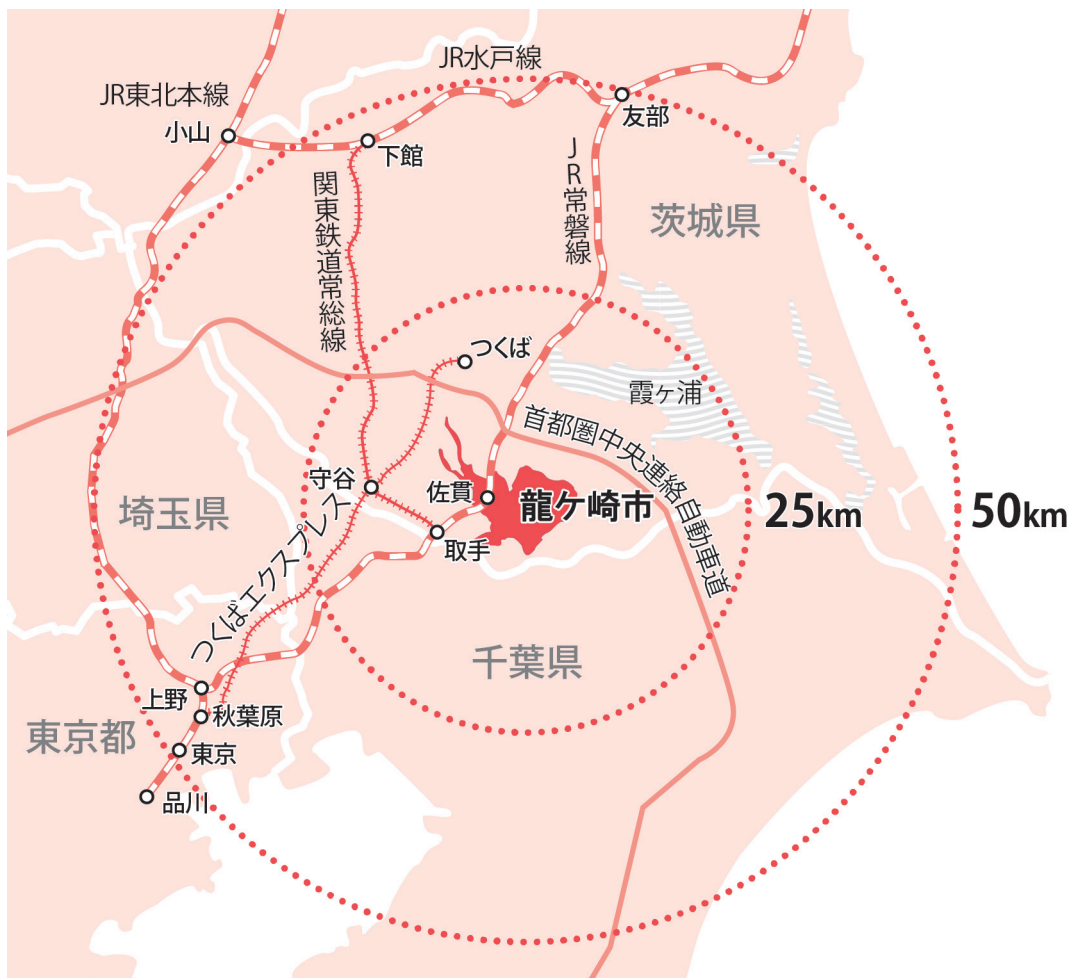 JR水戸線
JR東北本線
小山
下館
友部
JR常磐線
関東鉄道常総線
茨城県
つくば
霞ヶ浦
首都圏中央連絡自動車道
守谷
佐貫
龍ケ崎市
25km
50km
埼玉県
取手
つくばエクスプレス
千葉県
上野
秋葉原
東京都
東京
品川